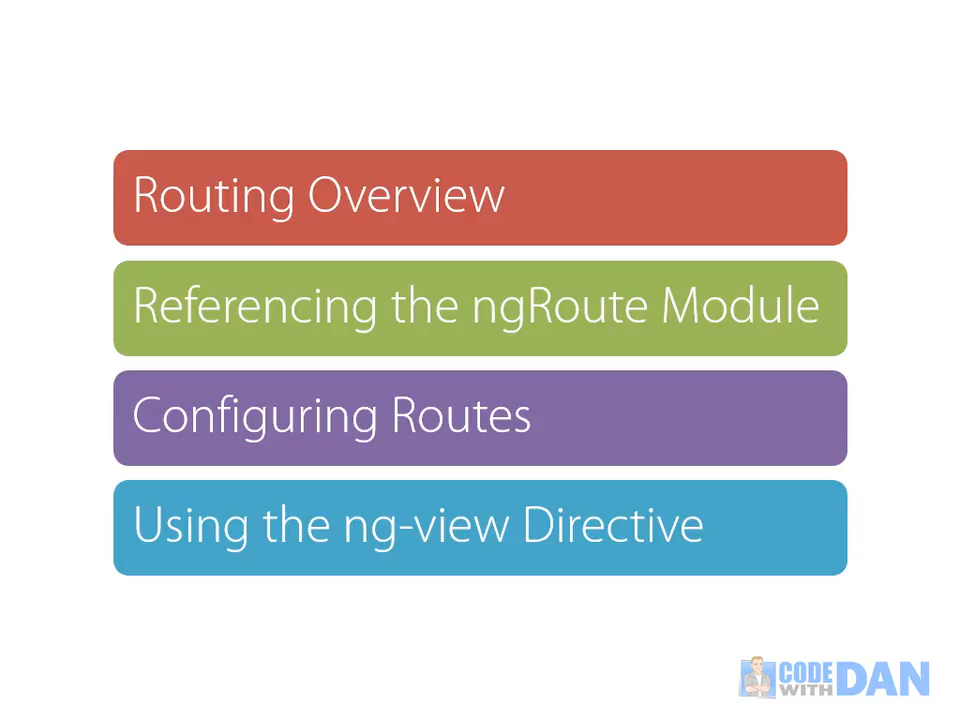 Routing Overview
Referencing the ngRoute Module
Configuring Routes
Using the ng-view Directive
CODE
WITH DAN